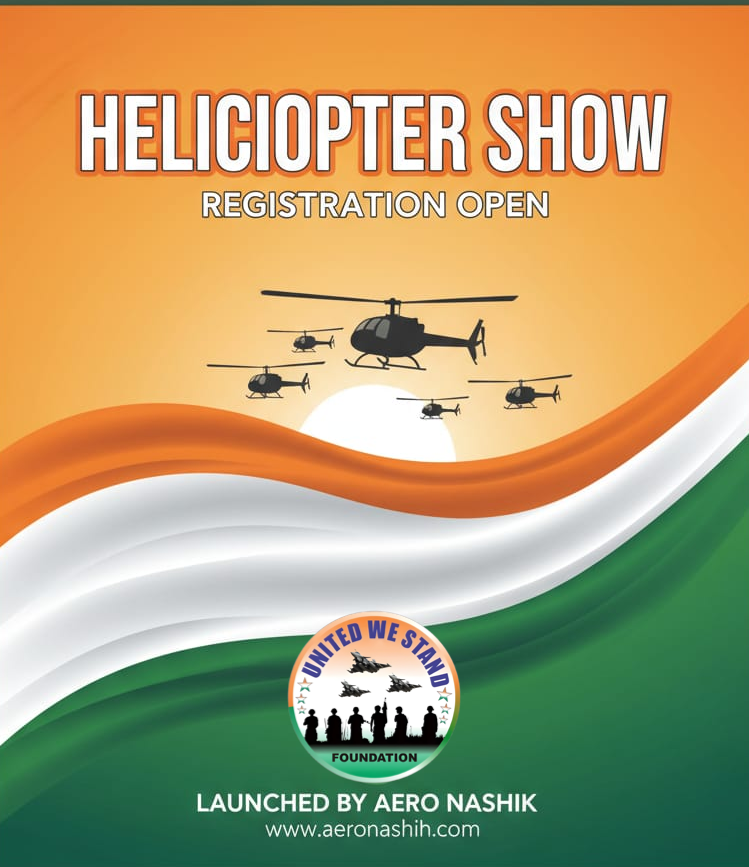 HELICIOPTER SHOW
REGISTRATION OPEN
UNITED WE STAND
FOUNDATION
LAUNCHED BY AERO NASHIK
www.aeronashih.com